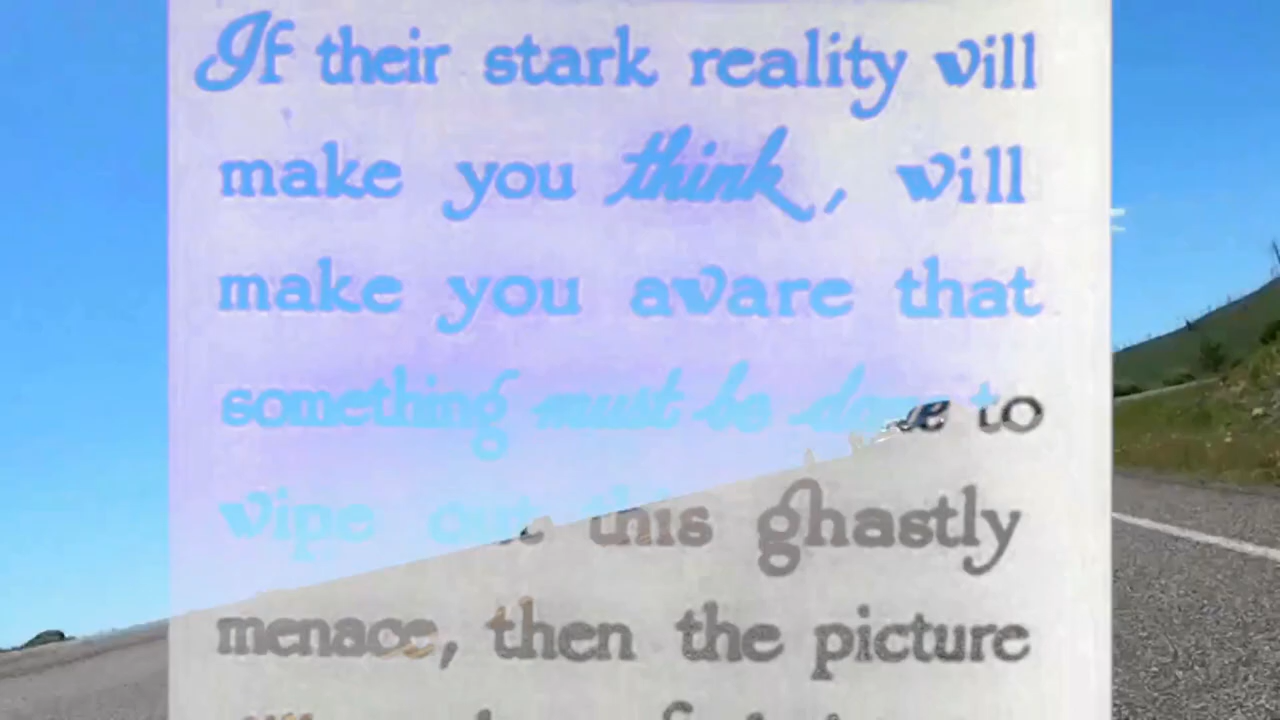 If their stark reality will
make you think, will
make you aware that
something must be done to
wipe out this ghastly
menace, then the picture